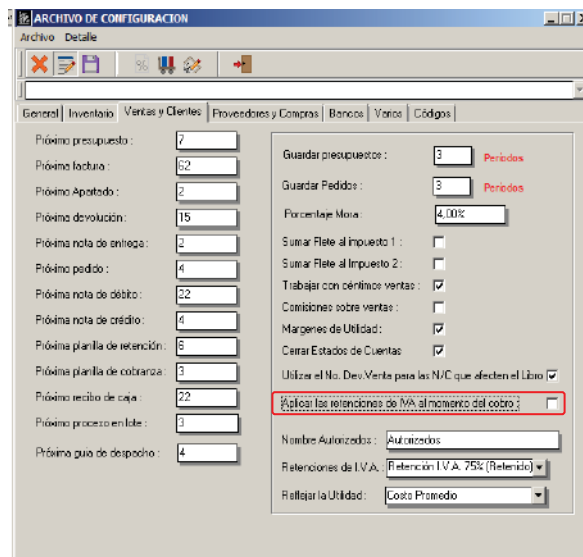 ARCHIVO DE CONFIGURACION
Archivo Detalle
General Inventario Ventas y Clientes Proveedores y Compras Bancos Varios Códigos
Próximo presupuesto : 7
Próxima factura : 62
Próximo Apartado : 2
Próxima devolución : 15
Próxima nota de entrega : 2
Próximo pedido : 4
Próxima nota de débito : 22
Próxima nota de crédito : 4
Próxima planilla de retención : 6
Próxima planilla de cobranza : 3
Próximo recibo de caja : 22
Próximo proceso en lote : 3
Próxima guia de despacho : 4
Guardar presupuestos : 3 Periodos
Guardar Pedidos : 3 Periodos
Porcentaje Mora : 4,00%
Sumar Flete al impuesto 1 :
Sumar Flete al Impuesto 2 :
Trabajar con céntimos ventas :
Comisiones sobre ventas :
Margenes de Utilidad :
Cerrar Estados de Cuentas
Utilizar el No. Dev.Venta para las N/C que afecten el Libro
Aplicar las retenciones de IVA al momento del cobro :
Nombre Autorizados : Autorizados
Retenciones de I.V.A. : Retención I.V.A. 75% (Retenido)
Reflejar la Utilidad : Costo Promedio